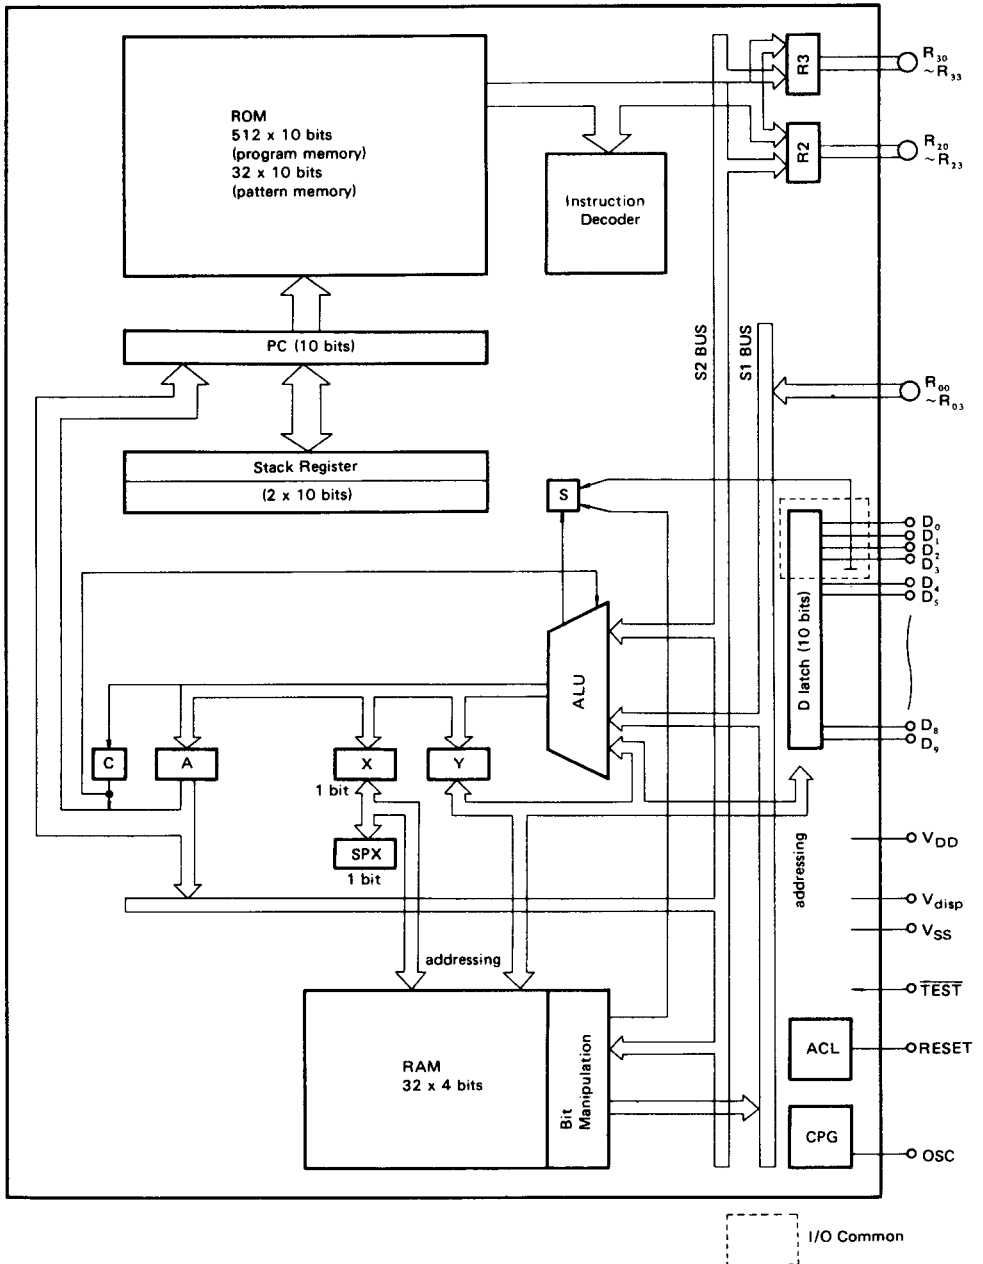 ROM
512 x 10 bits
(program memory)
32 x 10 bits
(pattern memory)
Instruction
Decoder
R3
R30
~R33
R2
R20
~R23
PC (10 bits)
S2 BUS
S1 BUS
R00
~R03
Stack Register
(2 x 10 bits)
S
D latch (10 bits)
D0
D1
D2
D3
D4
D5
D8
D9
ALU
C
A
X
1 bit
Y
SPX
1 bit
addressing
addressing
VDD
Vdisp
VSS
TEST
RAM
32 x 4 bits
Bit
Manipulation
ACL
RESET
CPG
OSC
I/O Common